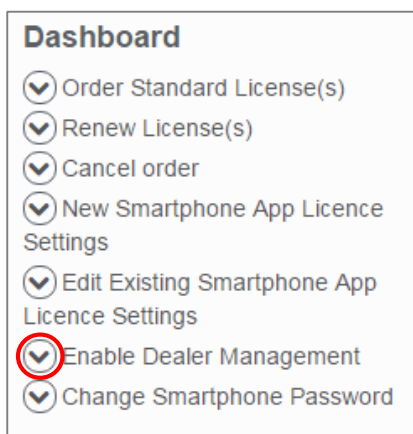 Dashboard
Order Standard License(s)
Renew License(s)
Cancel order
New Smartphone App Licence
Settings
Edit Existing Smartphone App
Licence Settings
Enable Dealer Management
Change Smartphone Password